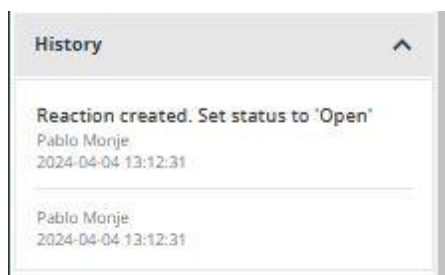 History
Reaction created. Set status to 'Open'
Pablo Monje
2024-04-04 13:12:31
Pablo Monje
2024-04-04 13:12:31